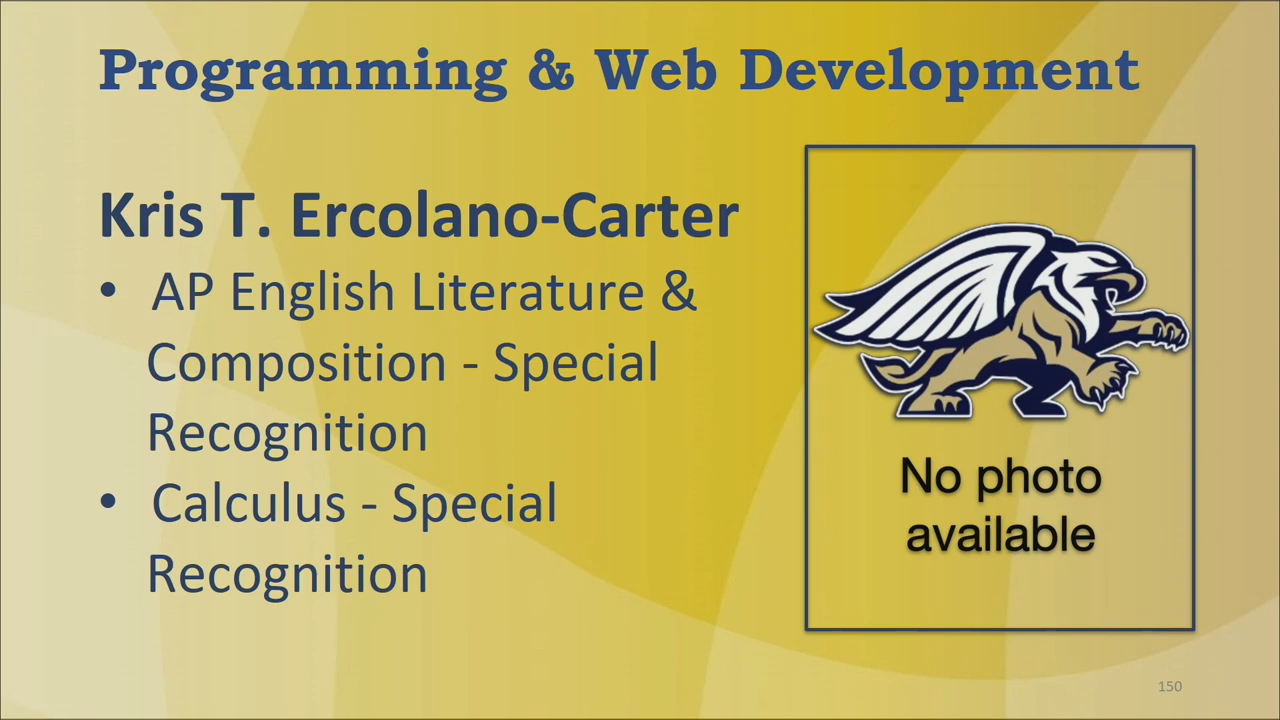 Programming & Web Development
Kris T. Ercolano-Carter
• AP English Literature &
Composition - Special
Recognition
• Calculus - Special
Recognition
No photo
available
150